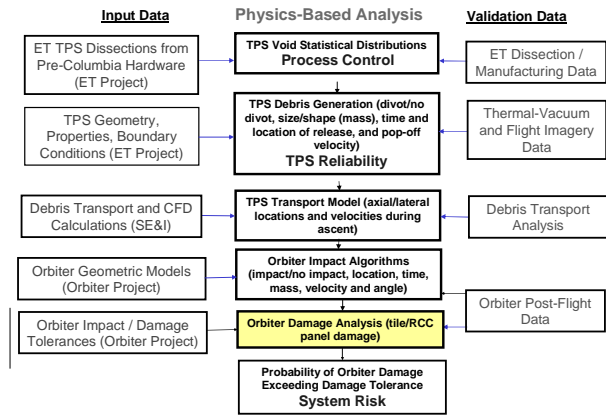 Input Data
Physics-Based Analysis
Validation Data
ET TPS Dissections from
Pre-Columbia Hardware
(ET Project)
TPS Void Statistical Distributions
Process Control
ET Dissection /
Manufacturing Data
TPS Geometry,
Properties, Boundary
Conditions (ET Project)
TPS Debris Generation (divot/no
divot, size/shape (mass), time and
location of release, and pop-off
velocity)
TPS Reliability
Thermal-Vacuum
and Flight Imagery
Data
Debris Transport and CFD
Calculations (SE&I)
TPS Transport Model (axial/lateral
locations and velocities during
ascent)
Debris Transport
Analysis
Orbiter Geometric Models
(Orbiter Project)
Orbiter Impact Algorithms
(impact/no impact, location, time,
mass, velocity and angle)
Orbiter Post-Flight
Data
Orbiter Impact / Damage
Tolerances (Orbiter Project)
Orbiter Damage Analysis (tile/RCC
panel damage)
Probability of Orbiter Damage
Exceeding Damage Tolerance
System Risk